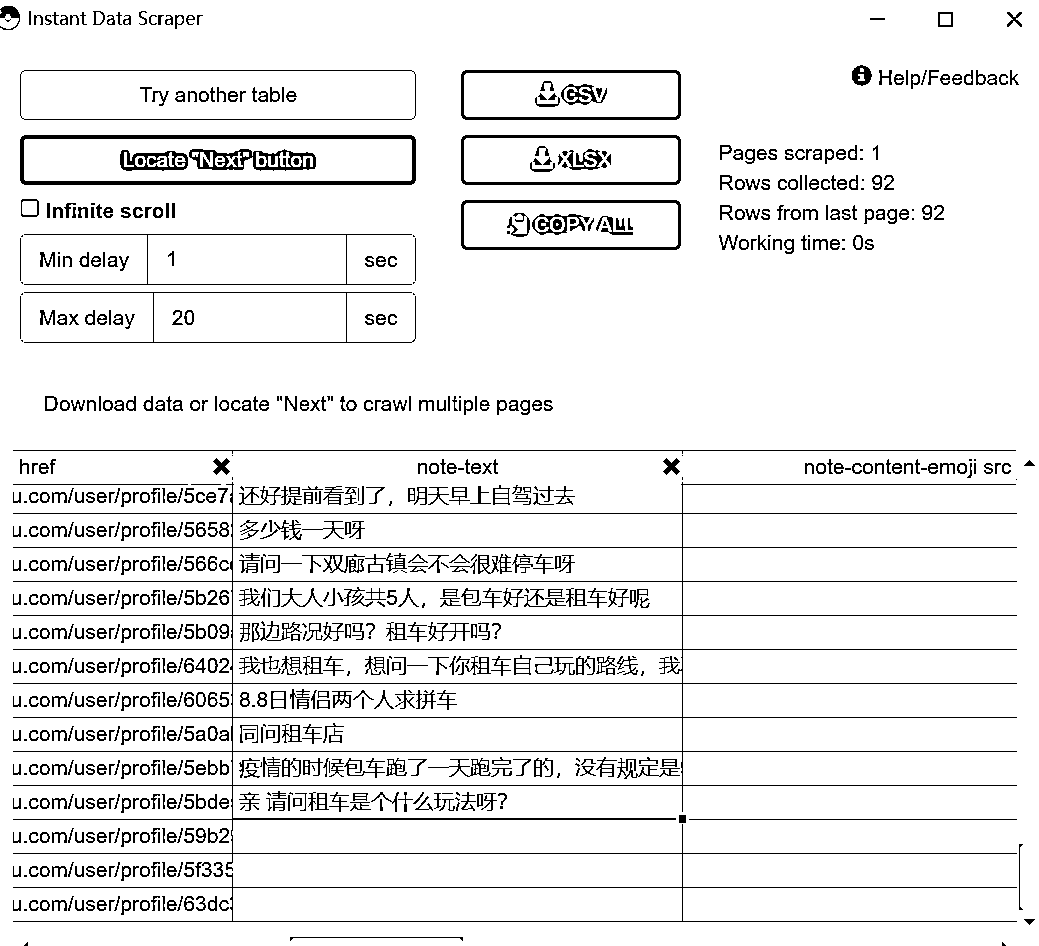 Instant Data Scraper
Try another table
CSV
Help/Feedback
Locate "Next" button
XLSX
Pages scraped: 1
Rows collected: 92
Infinite scroll
COPY ALL
Rows from last page: 92
Working time: 0s
Min delay 1 sec
Max delay 20 sec
Download data or locate "Next" to crawl multiple pages
href note-text note-content-emoji src
u.com/user/profile/5ce7 还好提前看到了，明天早上自驾过去
u.com/user/profile/5658 多少钱一天呀
u.com/user/profile/566c 请问一下双廊古镇会不会很难停车呀
u.com/user/profile/5b26 我们大人小孩共5人，是包车好还是租车好呢
u.com/user/profile/5b09 那边路况好吗？租车好开吗？
u.com/user/profile/6402 我也想租车，想问一下你租车自己玩的路线，我
u.com/user/profile/6065 8.8日情侣两个人求拼车
u.com/user/profile/5a0a 同问租车店
u.com/user/profile/5ebb 疫情的时候包车跑了一天跑完了的，没有规定是
u.com/user/profile/5bde 亲 请问租车是个什么玩法呀？
u.com/user/profile/59b2
u.com/user/profile/5f335
u.com/user/profile/63dc